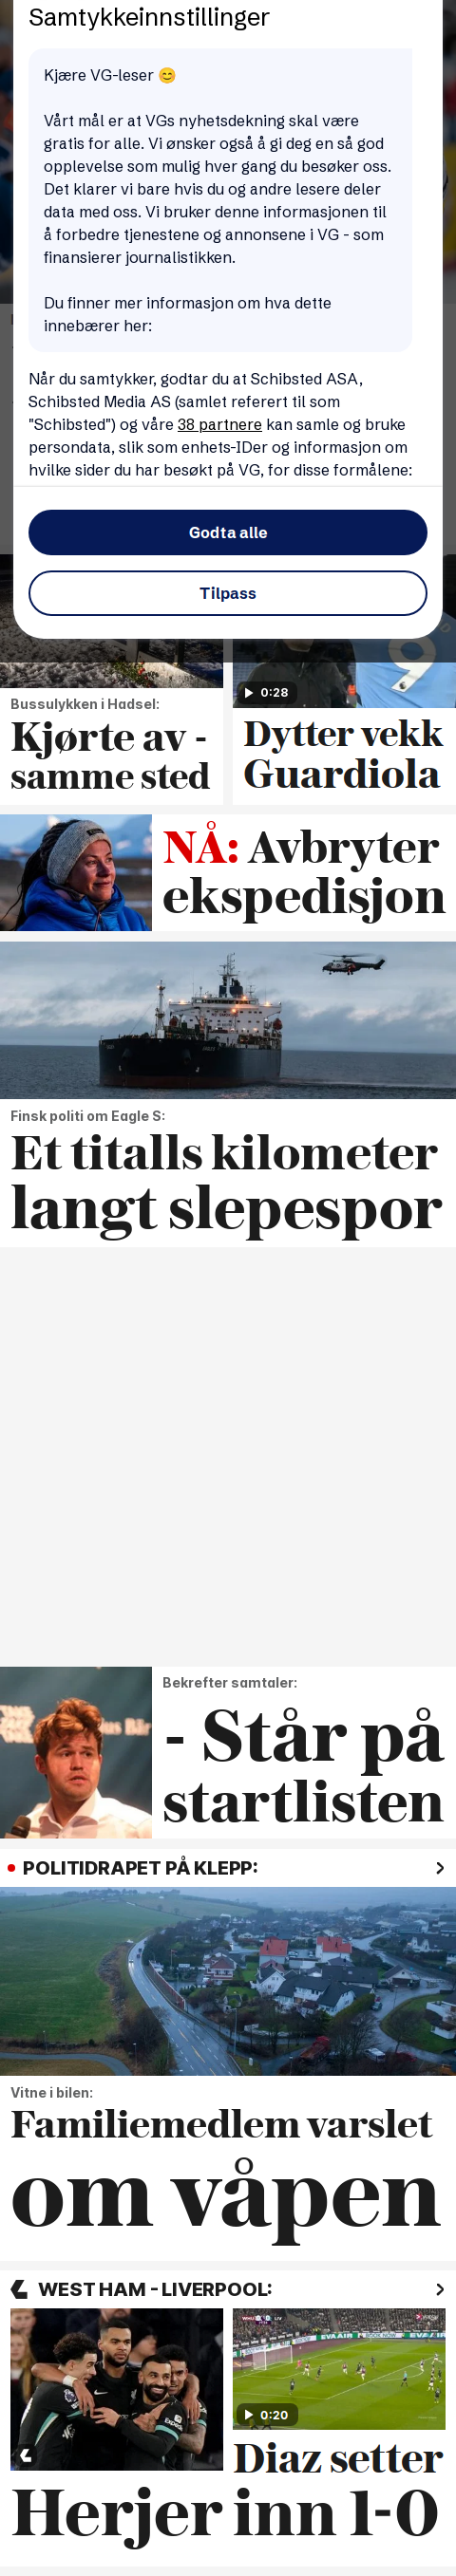 Samtykkeinnstillinger
Kjære VG-leser 😊
Vårt mål er at VGs nyhetsdekning skal være
gratis for alle. Vi ønsker også å gi deg en så god
opplevelse som mulig hver gang du besøker oss.
Det klarer vi bare hvis du og andre lesere deler
data med oss. Vi bruker denne informasjonen til
å forbedre tjenestene og annonsene i VG - som
finansierer journalistikken.
Du finner mer informasjon om hva dette
innebærer her:
Når du samtykker, godtar du at Schibsted ASA,
Schibsted Media AS (samlet referert til som
"Schibsted") og våre 38 partnere kan samle og bruke
persondata, slik som enhets-IDer og informasjon om
hvilke sider du har besøkt på VG, for disse formålene:
Godta alle
Tilpass
Bussulykken i Hadsel:
Kjørte av -
samme sted
0:28
Dytter vekk
Guardiola
NÅ: Avbryter
ekspedisjon
Finsk politi om Eagle S:
Et titalls kilometer
langt slepespor
Bekrefter samtaler:
- Står på
startlisten
POLITIDRAPET PÅ KLEPP:
Vitne i bilen:
Familiemedlem varslet
om våpen
WEST HAM - LIVERPOOL:
0:20
Diaz setter
Herjer inn 1-0